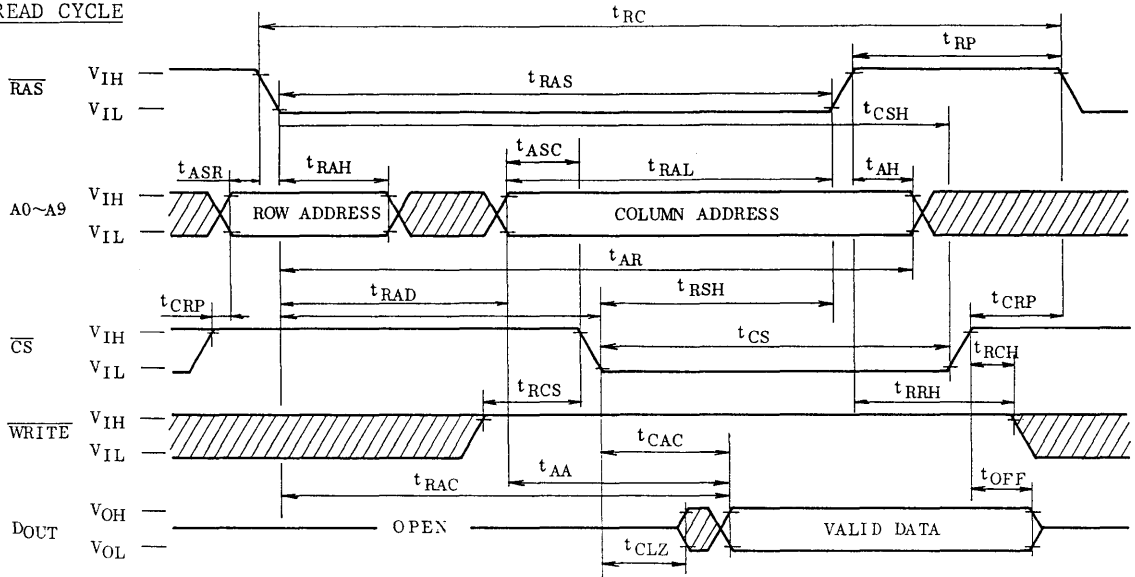 READ CYCLE
tRC
tRP
RAS
VIH
VIL
tRAS
tCSH
tASR
tRAH
tASC
tRAL
tAH
A0~A9
VIH
VIL
ROW ADDRESS
COLUMN ADDRESS
tAR
tCRP
tRAD
tRSH
tCRP
CS
VIH
VIL
tCS
tRCH
tRCS
tRRH
WRITE
VIH
VIL
tCAC
tAA
tRAC
tOFF
DOUT
VOH
VOL
OPEN
VALID DATA
tCLZ